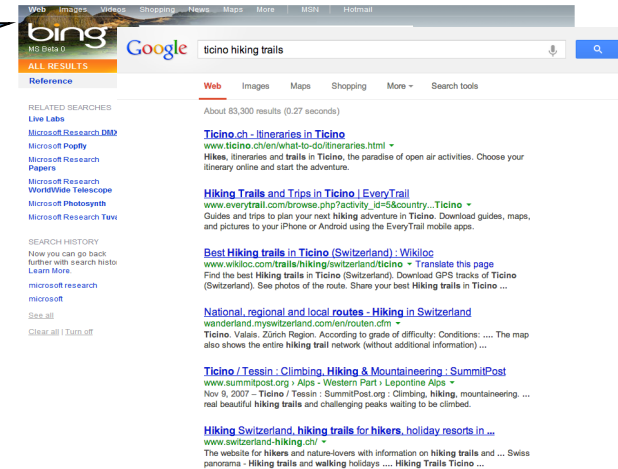 Web Images Videos Shopping News Maps More | MSN | Hotmail
bing
MS Beta 0
ALL RESULTS
Reference
RELATED SEARCHES
Live Labs
Microsoft Research DMX
Microsoft Popfly
Microsoft Research
Papers
Microsoft Research
WorldWide Telescope
Microsoft Photosynth
Microsoft Research Tuva
SEARCH HISTORY
Now you can go back
further with search histo
Learn More.
microsoft research
microsoft
See all
Clear all | Turn off
Google ticino hiking trails
Web Images Maps Shopping More Search tools
About 83,300 results (0.27 seconds)
Ticino.ch - Itineraries in Ticino
www.ticino.ch/en/what-to-do/itineraries.html
Hikes, itineraries and trails in Ticino, the paradise of open air activities. Choose your
itinerary online and start the adventure.
Hiking Trails and Trips in Ticino | EveryTrail
www.everytrail.com/browse.php?activity_id=5&country...Ticino
Guides and trips to plan your next hiking adventure in Ticino. Download guides, maps,
and pictures to your iPhone or Android using the EveryTrail mobile apps.
Best Hiking trails in Ticino (Switzerland) : Wikiloc
www.wikiloc.com/trails/hiking/switzerland/ticino Translate this page
Find the best Hiking trails in Ticino (Switzerland). Download GPS tracks of Ticino
(Switzerland). See photos of the route. Share your best Hiking trails in Ticino ...
National, regional and local routes - Hiking in Switzerland
wanderland.myswitzerland.com/en/routen.cfm
Ticino. Valais. Zürich Region. According to grade of difficulty: Conditions: .... The map
also shows the entire hiking trail network (without additional information) ...
Ticino / Tessin : Climbing, Hiking & Mountaineering : SummitPost
www.summitpost.org › Alps - Western Part › Lepontine Alps
Nov 9, 2007 – Ticino / Tessin : SummitPost.org : Climbing, hiking, mountaineering. ...
real beautiful hiking trails and challenging peaks waiting to be climbed.
Hiking Switzerland, hiking trails for hikers, holiday resorts in ...
www.switzerland-hiking.ch/
The website for hikers and nature-lovers with information on hiking trails and ... Swiss
panorama - Hiking trails and walking holidays .... Hiking Trails Ticino ...